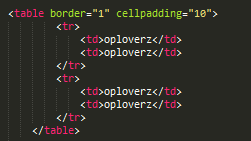 <table border="1" cellpadding="10">
<tr>
<td>oploverz</td>
<td>oploverz</td>
</tr>
<tr>
<td>oploverz</td>
<td>oploverz</td>
</tr>
</table>